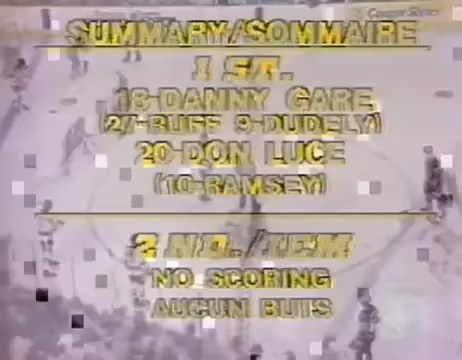 SUMMARY/SOMMAIRE
1 ST.
18-DANNY GARE
(27-RUFF 9-DUDELY)
20-DON LUCE
(10-RAMSEY)
2 ND./IEM
NO SCORING
AUCUN BUTS